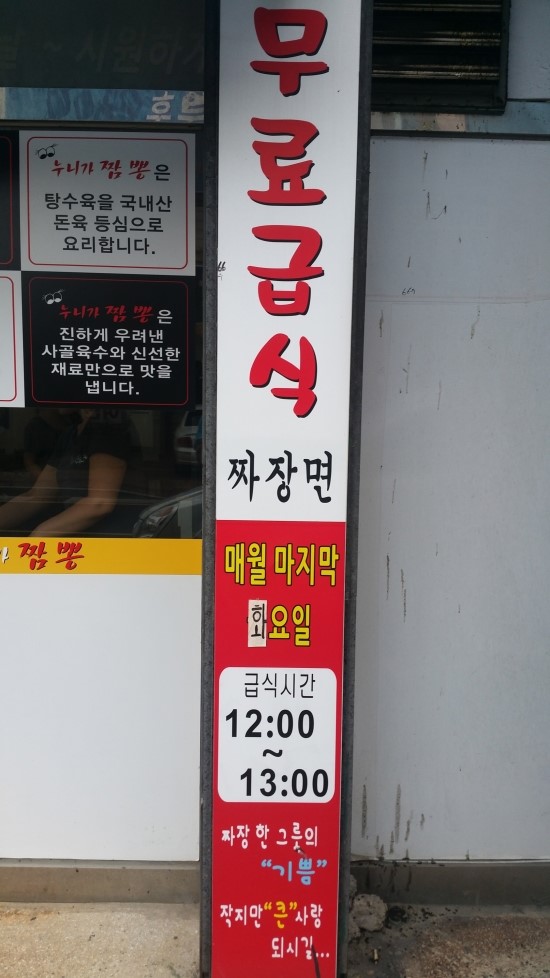 무료급식
짜장면
매월 마지막
화요일
급식시간
12:00
~
13:00
짜장 한 그릇의
"기쁨"
작지만 "큰" 사랑
되시길...
누니가 짬뽕은
탕수육을 국내산
돈육 등심으로
요리합니다.
누니가 짬뽕은
진하게 우려낸
사골육수와 신선한
재료만으로 맛을
냅니다.
가 짬뽕